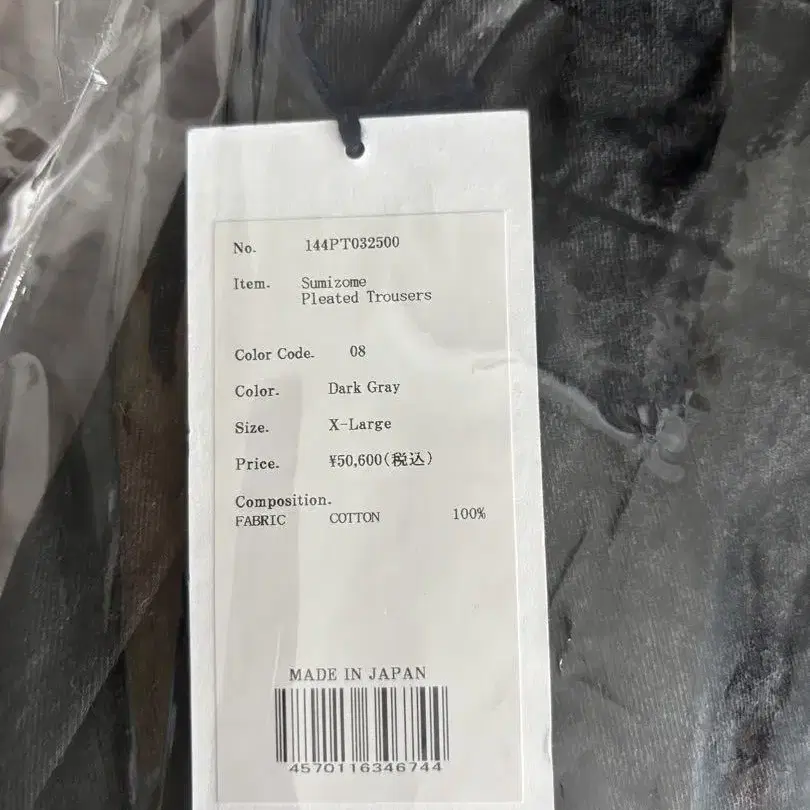 No. 144PT032500
Item. Sumizome
Pleated Trousers
Color Code. 08
Color. Dark Gray
Size. X-Large
Price. ¥50,600(税込)
Composition.
FABRIC COTTON 100%
MADE IN JAPAN
4570116346744